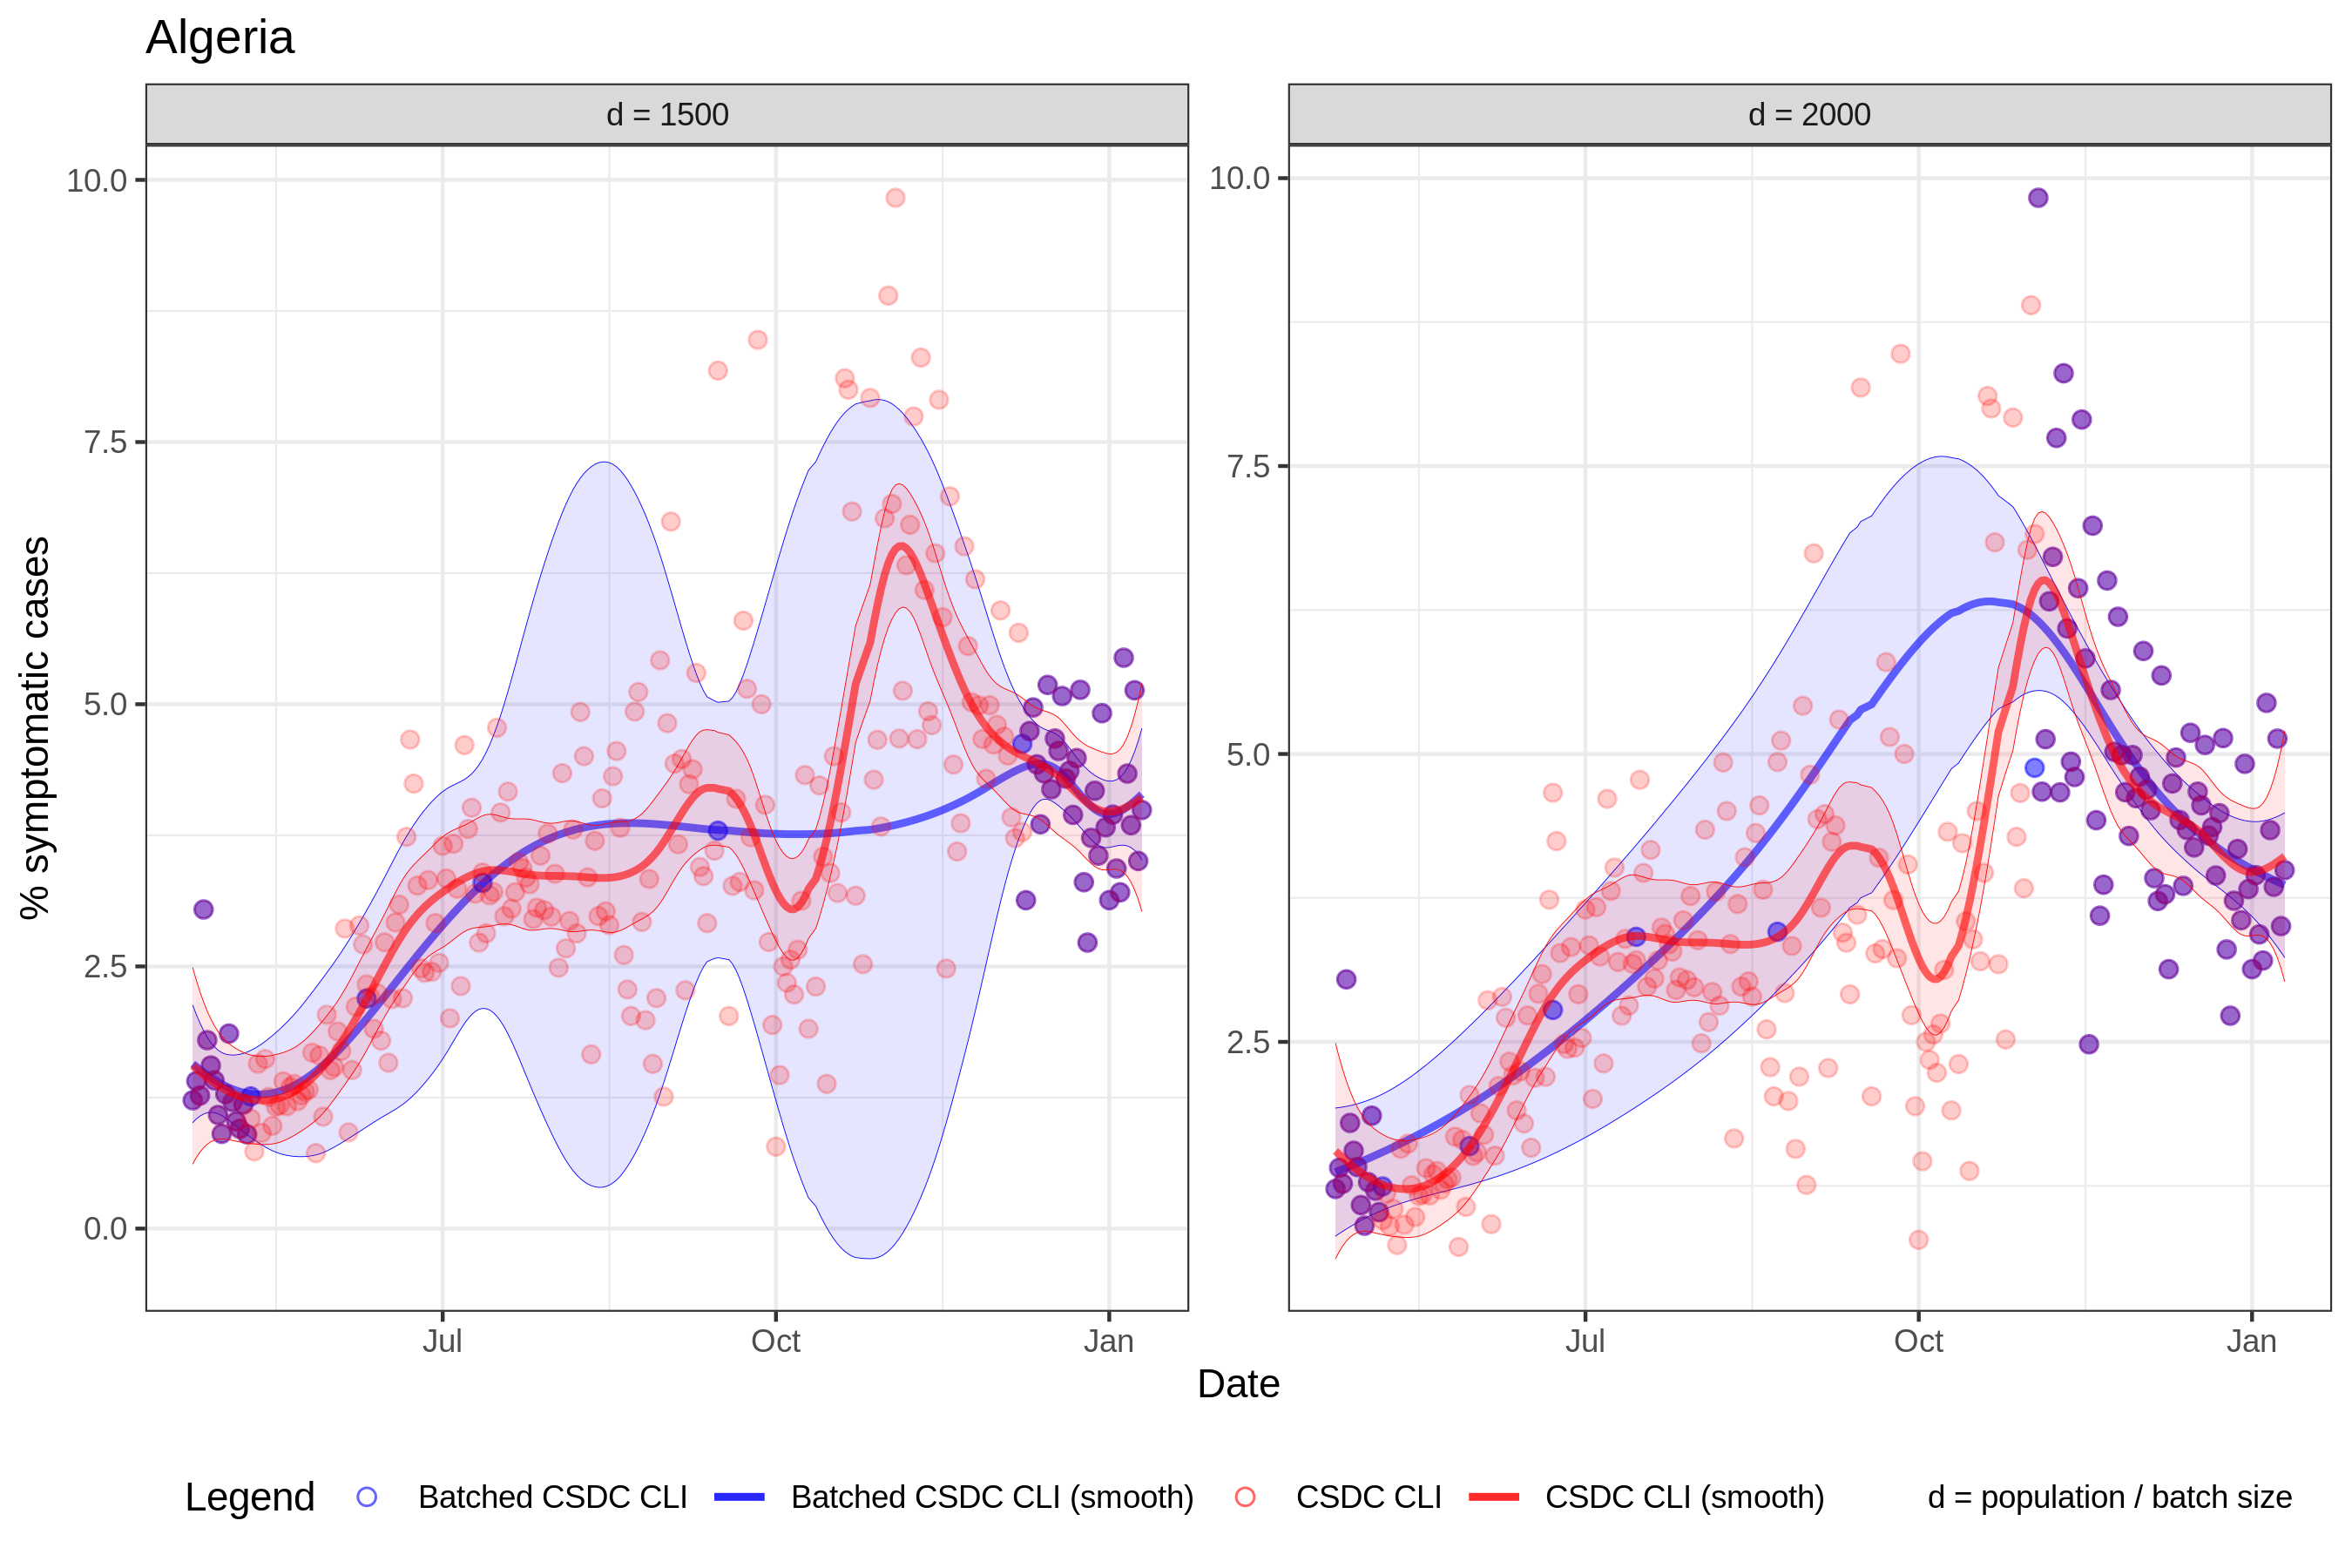 Algeria
d = 1500
d = 2000
10.0
7.5
5.0
2.5
0.0
10.0
7.5
5.0
2.5
% symptomatic cases
Jul Oct Jan
Jul Oct Jan
Date
Legend Batched CSDC CLI Batched CSDC CLI (smooth) CSDC CLI CSDC CLI (smooth) d = population / batch size